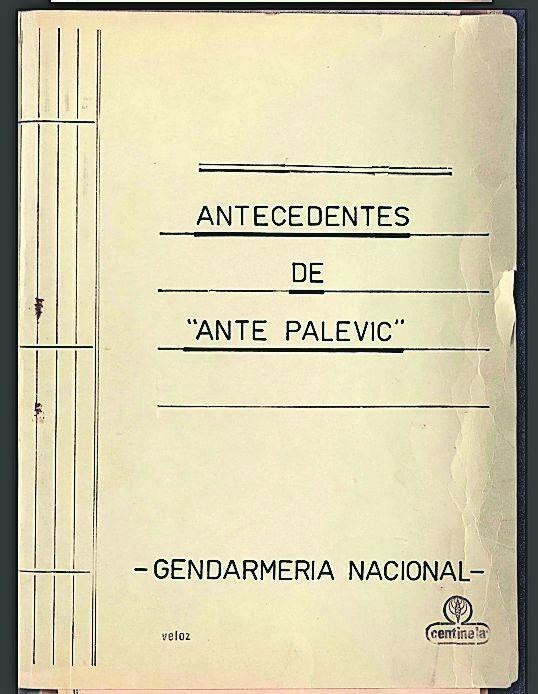 ANTECEDENTES
DE
"ANTE PALEVIC"
-GENDARMERIA NACIONAL-
centinela
veloz